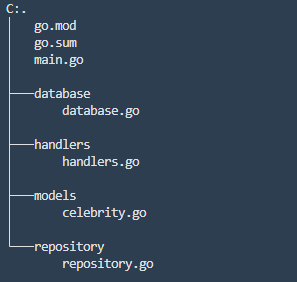 C:.
go.mod
go.sum
main.go
database
database.go
handlers
handlers.go
models
celebrity.go
repository
repository.go